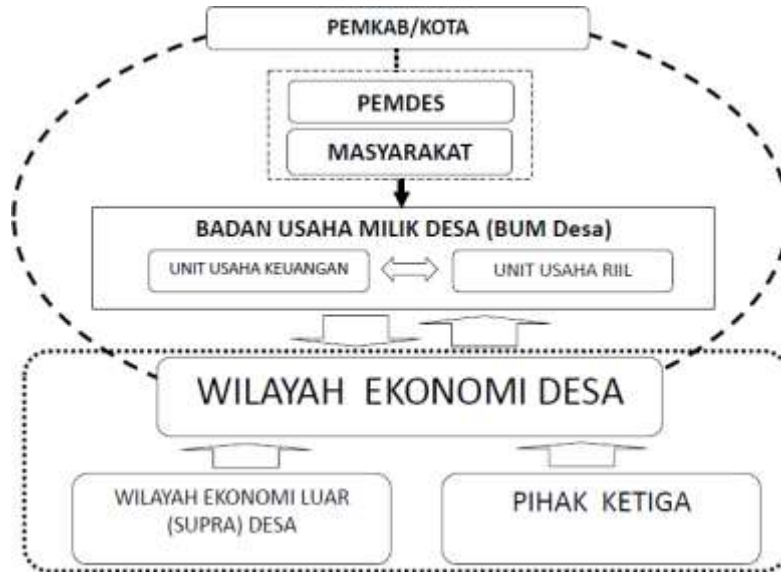 PEMKAB/KOTA
PEMDES
MASYARAKAT
BADAN USAHA MILIK DESA (BUM Desa)
UNIT USAHA KEUANGAN
UNIT USAHA RIIL
WILAYAH EKONOMI DESA
WILAYAH EKONOMI LUAR
(SUPRA) DESA
PIHAK KETIGA